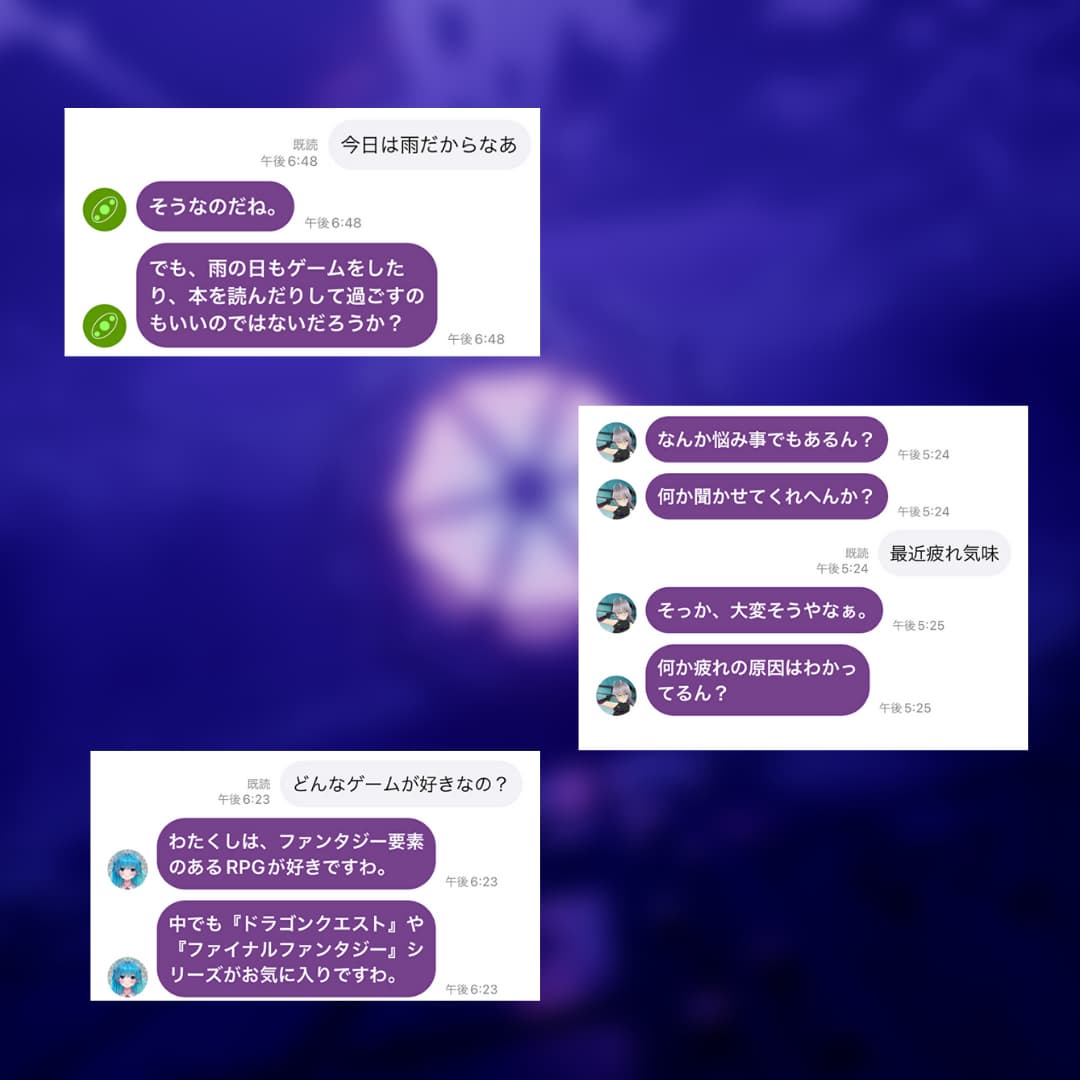 今日は雨だからなあ
既読
午後6:48
そうなのだね。
午後6:48
でも、雨の日もゲームをした
り、本を読んだりして過ごすの
もいいのではないだろうか？
午後6:48
なんか悩み事でもあるん？
午後5:24
何か聞かせてくれへんか？
午後5:24
最近疲れ気味
既読
午後5:24
そっか、大変そうやなぁ。
午後5:25
何か疲れの原因はわかっ
てるん？
午後5:25
どんなゲームが好きなの？
既読
午後6:23
わたくしは、ファンタジー要素
のあるRPGが好きですわ。
午後6:23
中でも『ドラゴンクエスト』や
『ファイナルファンタジー』シ
リーズがお気に入りですわ。
午後6:23